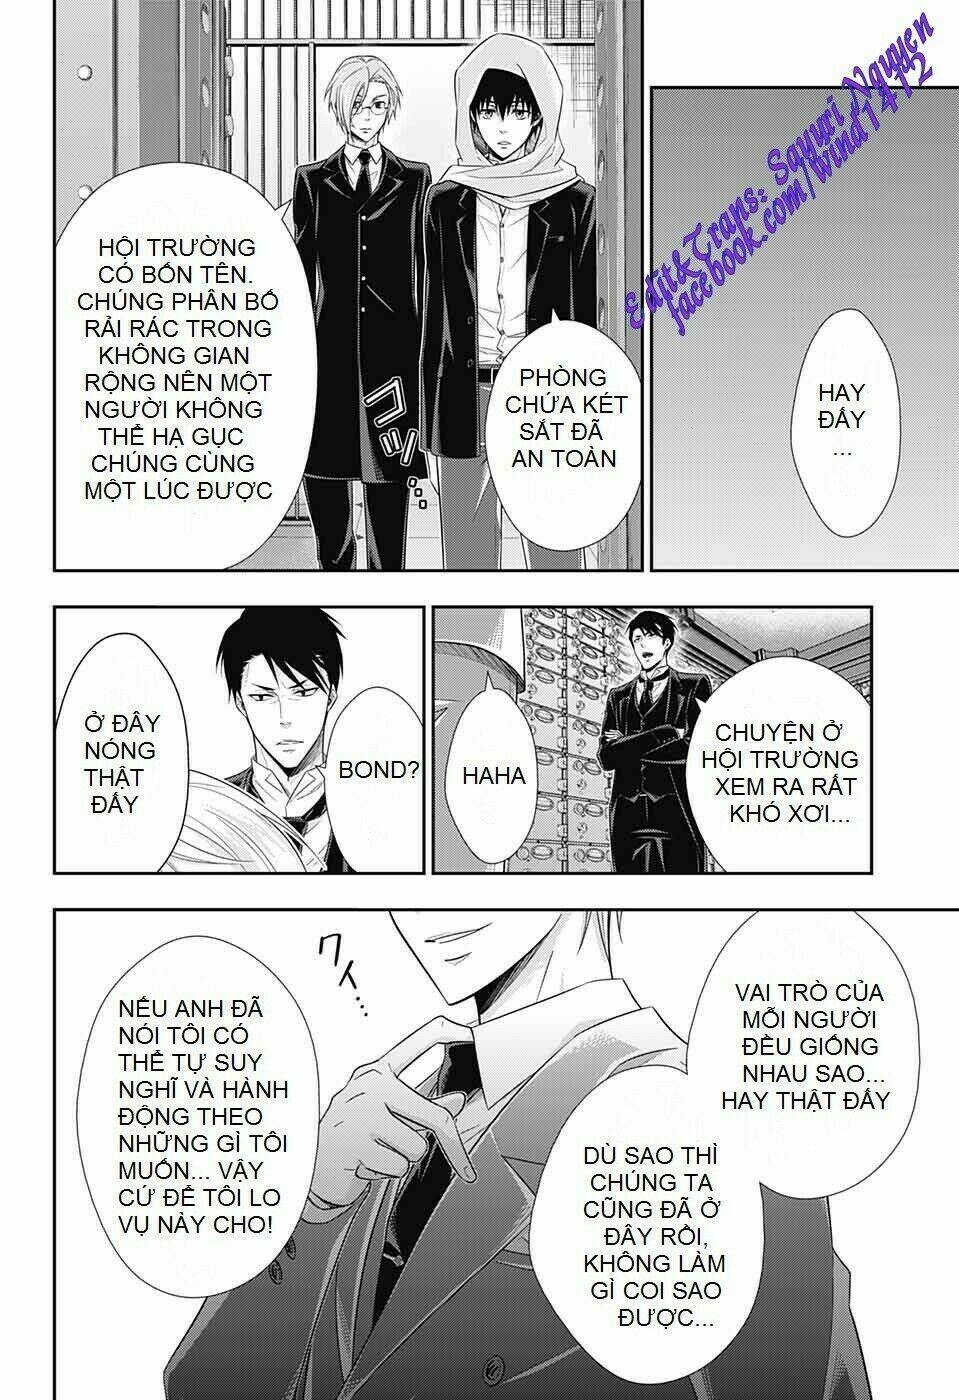 Edit&Trans: Sayuri Nguyen
facebook.com/wind1412
HAY
ĐẤY
...
PHÒNG
CHỨA KÉT
SẮT ĐÃ
AN TOÀN
コツ
HỘI TRƯỜNG
CÓ BỐN TÊN.
CHÚNG PHÂN BỐ
RẢI RÁC TRONG
KHÔNG GIAN
RỘNG NÊN MỘT
NGƯỜI KHÔNG
THỂ HẠ GỤC
CHÚNG CÙNG
MỘT LÚC ĐƯỢC
CHUYỆN Ở
HỘI TRƯỜNG
XEM RA RẤT
KHÓ XƠI...
HAHA
BOND?
Ở ĐÂY
NÓNG
THẬT
ĐẤY
VAI TRÒ CỦA
MỖI NGƯỜI
ĐỀU GIỐNG
NHAU SAO...
HAY THẬT ĐẤY
DÙ SAO THÌ
CHÚNG TA
CŨNG ĐÃ Ở
ĐÂY RỒI,
KHÔNG LÀM
GÌ COI SAO
ĐƯỢC...
クイ...
NẾU ANH ĐÃ
NÓI TÔI CÓ
THỂ TỰ SUY
NGHĨ VÀ HÀNH
ĐỘNG THEO
NHỮNG GÌ TÔI
MUỐN... VẬY
CỨ ĐỂ TÔI LO
VỤ NÀY CHO!